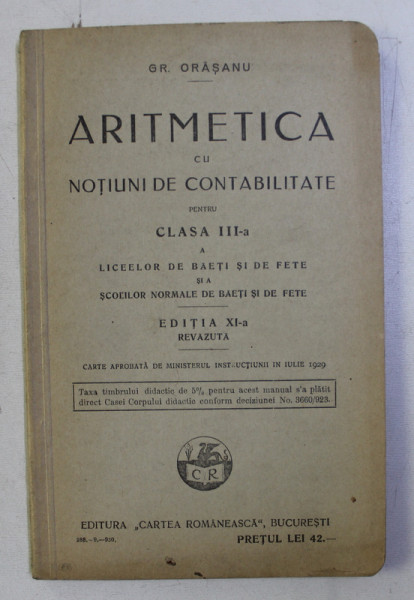 GR. ORĂȘANU
ARITMETICA
CU
NOȚIUNI DE CONTABILITATE
PENTRU
CLASA III-a
A
LICEELOR DE BAEȚI ȘI DE FETE
ȘI A
ȘCOLILOR NORMALE DE BAEȚI ȘI DE FETE
EDIȚIA XI-a
REVAZUTĂ
CARTE APROBATĂ DE MINISTERUL INSTRUCȚIUNII IN IULIE 1929
Taxa timbrului didactic de 5% pentru acest manual s'a plătit
direct Casei Corpului didactic conform deciziunei No. 3660/923.
C R
EDITURA „CARTEA ROMÂNEASCĂ“, BUCUREȘTI
PREȚUL LEI 42.—